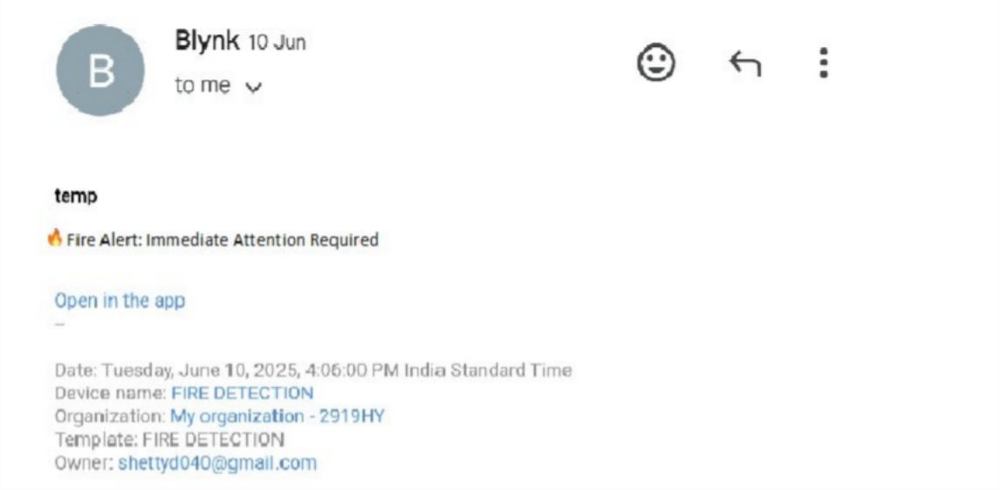 B
Blynk 10 Jun
to me
temp
🔥Fire Alert: Immediate Attention Required
Open in the app
--
Date: Tuesday, June 10, 2025, 4:06:00 PM India Standard Time
Device name: FIRE DETECTION
Organization: My organization - 2919HY
Template: FIRE DETECTION
Owner: shettyd040@gmail.com